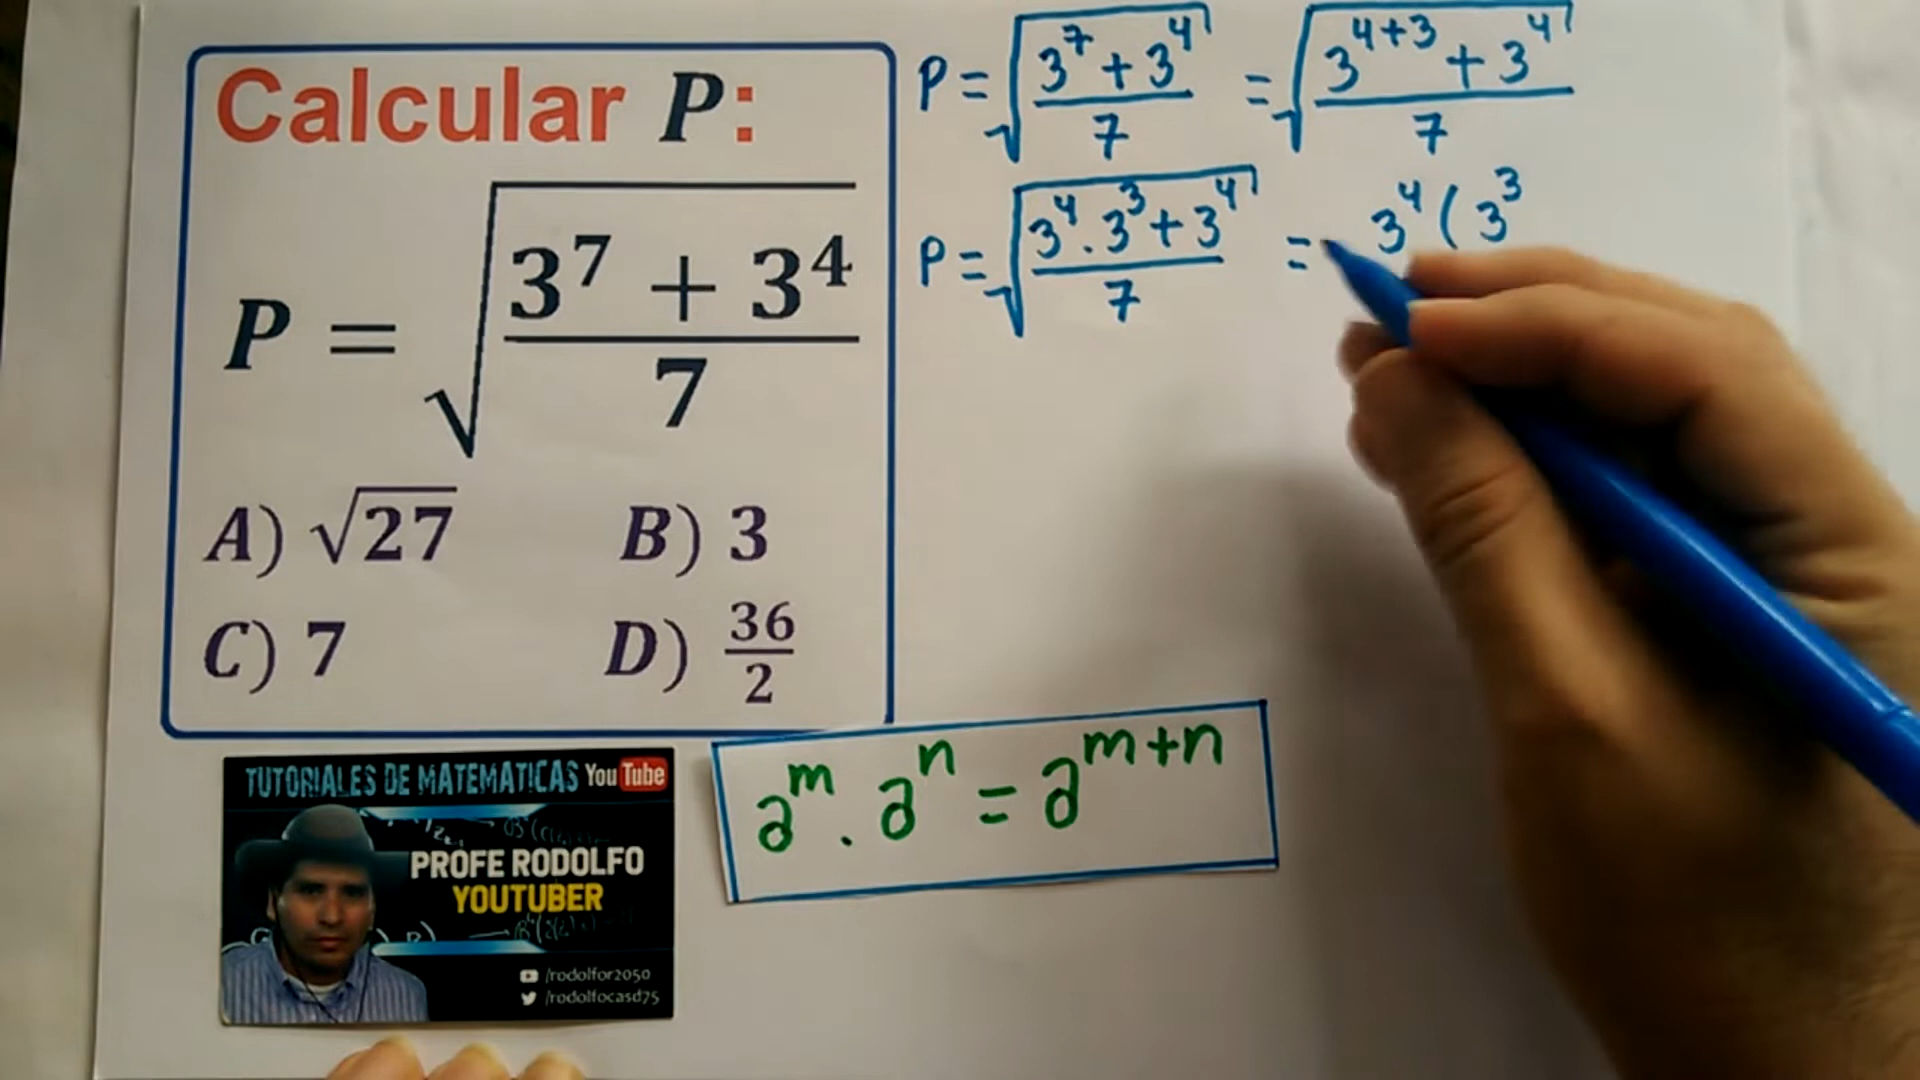 Calcular P:
P = √((3⁷ + 3⁴)/7)
A) √27 B) 3
C) 7 D) 36/2
P = √((3⁷ + 3⁴)/7) = √((3⁴⁺³ + 3⁴)/7)
P = √((3⁴ . 3³ + 3⁴)/7) = 3⁴ ( 3³
aᵐ . aⁿ = aᵐ⁺ⁿ
TUTORIALES DE MATEMATICAS YouTube
PROFE RODOLFO
YOUTUBER
/rodolfor2050
/rodolfocasd75